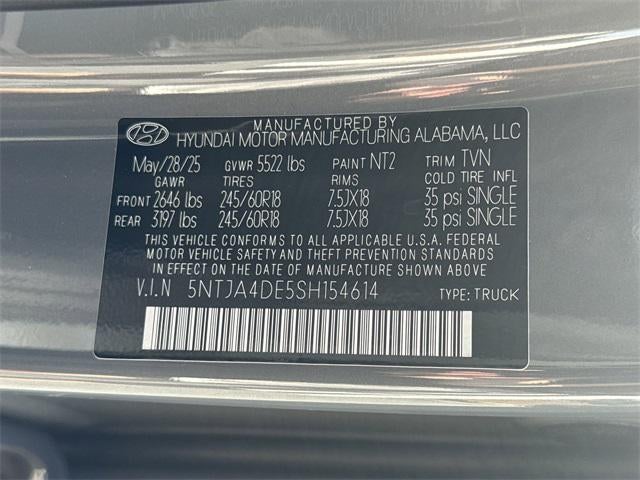 MANUFACTURED BY
HYUNDAI MOTOR MANUFACTURING ALABAMA, LLC
May/28/25 GVWR 5522 lbs PAINT NT2 TRIM TVN
GAWR TIRES RIMS COLD TIRE INFL
FRONT 2646 lbs 245/60R18 7.5JX18 35 psi SINGLE
REAR 3197 lbs 245/60R18 7.5JX18 35 psi SINGLE
THIS VEHICLE CONFORMS TO ALL APPLICABLE U.S.A. FEDERAL
MOTOR VEHICLE SAFETY AND THEFT PREVENTION STANDARDS
IN EFFECT ON THE DATE OF MANUFACTURE SHOWN ABOVE
V.I.N 5NTJA4DE5SH154614 TYPE: TRUCK